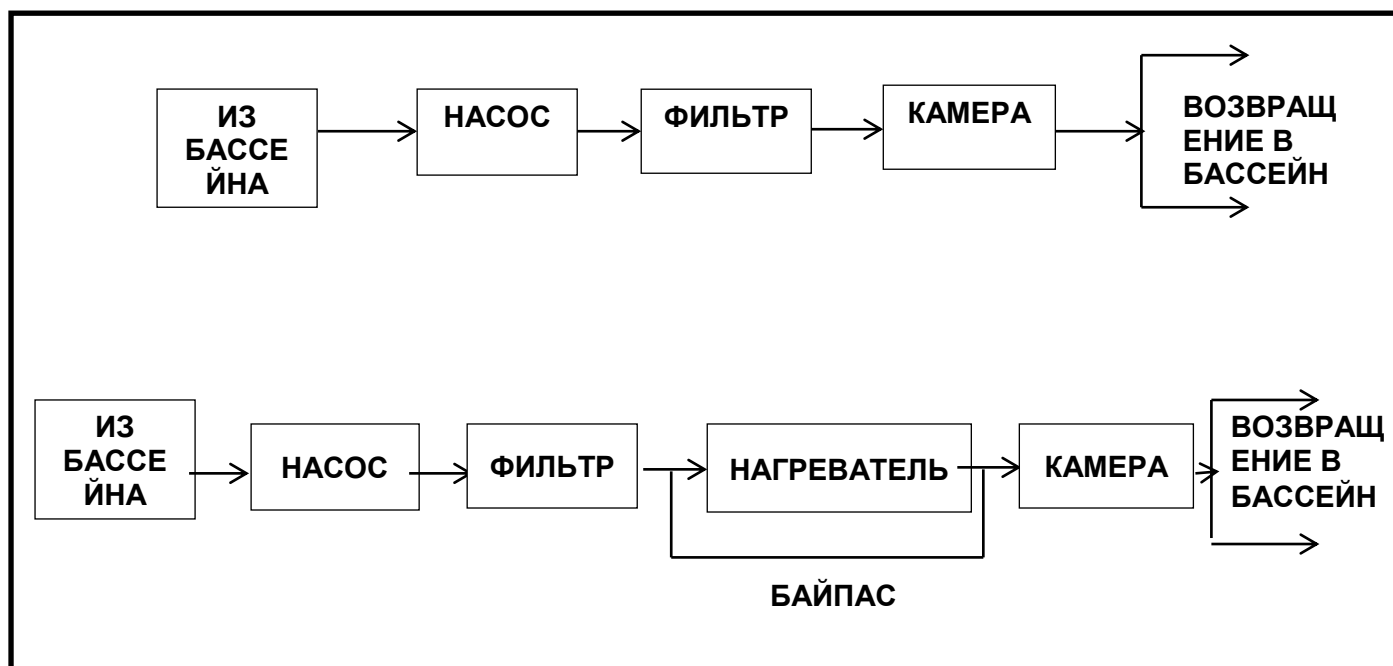 ИЗ
БАССЕ
ЙНА
НАСОС
ФИЛЬТР
КАМЕРА
ВОЗВРАЩ
ЕНИЕ В
БАССЕЙН
ИЗ
БАССЕ
ЙНА
НАСОС
ФИЛЬТР
НАГРЕВАТЕЛЬ
КАМЕРА
ВОЗВРАЩ
ЕНИЕ В
БАССЕЙН
БАЙПАС